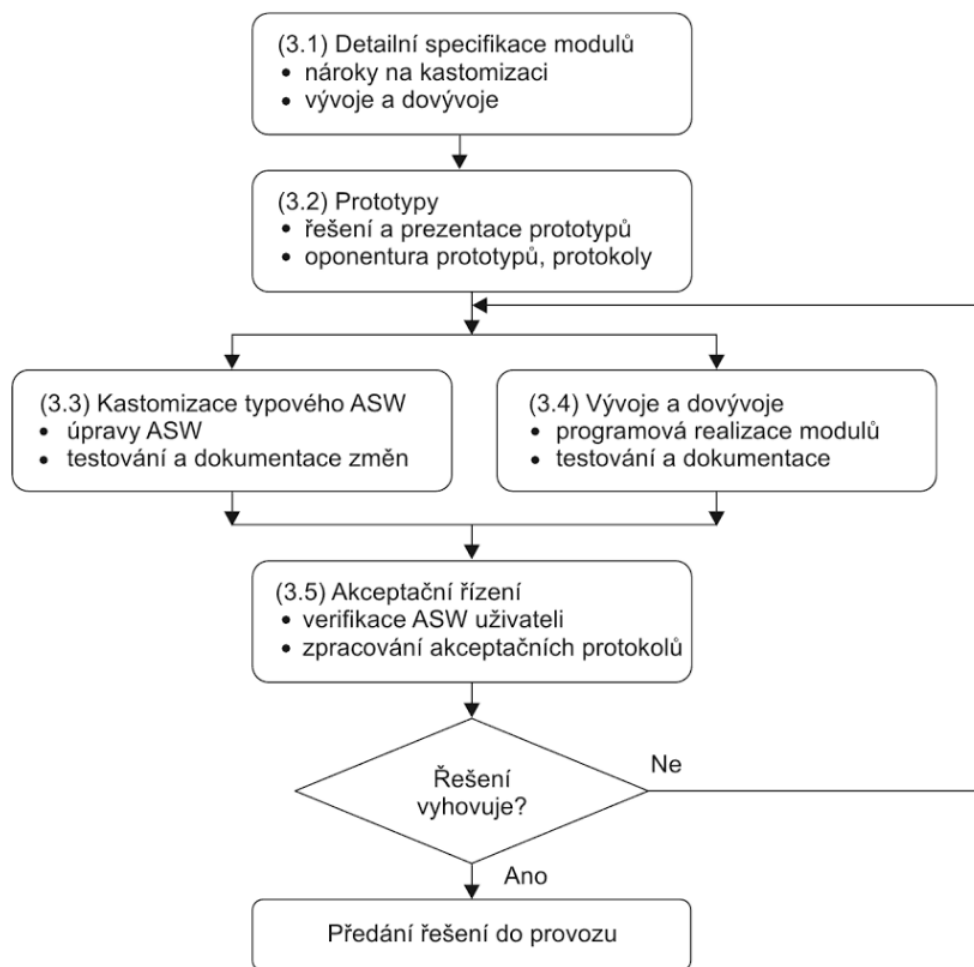 (3.1) Detailní specifikace modulů
• nároky na kastomizaci
• vývoje a dovývoje
(3.2) Prototypy
• řešení a prezentace prototypů
• oponentura prototypů, protokoly
(3.3) Kastomizace typového ASW
• úpravy ASW
• testování a dokumentace změn
(3.4) Vývoje a dovývoje
• programová realizace modulů
• testování a dokumentace
(3.5) Akceptační řízení
• verifikace ASW uživateli
• zpracování akceptačních protokolů
Řešení
vyhovuje?
Ne
Ano
Předání řešení do provozu